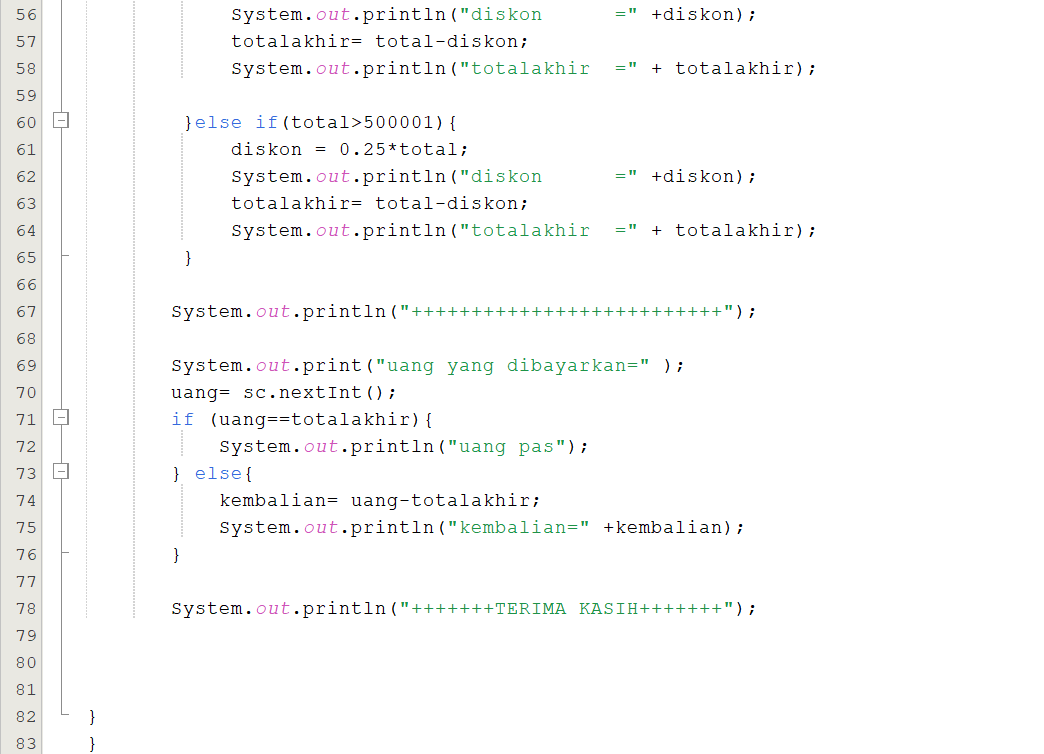 56 System.out.println("diskon      =" +diskon);
57 totalakhir= total-diskon;
58 System.out.println("totalakhir  =" + totalakhir);
59
60 }else if(total>500001){
61 diskon = 0.25*total;
62 System.out.println("diskon      =" +diskon);
63 totalakhir= total-diskon;
64 System.out.println("totalakhir  =" + totalakhir);
65 }
66
67 System.out.println("++++++++++++++++++++++++++");
68
69 System.out.print("uang yang dibayarkan=" );
70 uang= sc.nextInt();
71 if (uang==totalakhir){
72 System.out.println("uang pas");
73 } else{
74 kembalian= uang-totalakhir;
75 System.out.println("kembalian=" +kembalian);
76 }
77
78 System.out.println("+++++++TERIMA KASIH+++++++");
79
80
81
82 }
83 }